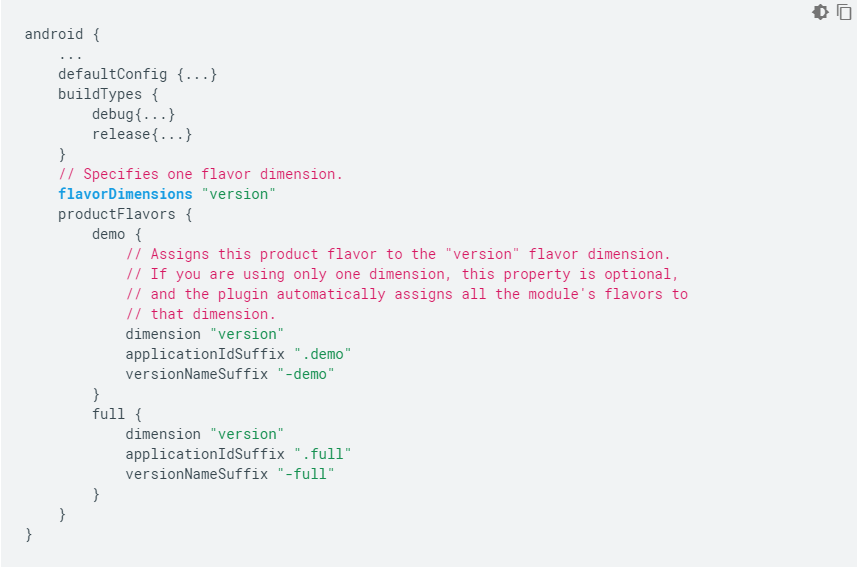 android {
    ...
    defaultConfig {...}
    buildTypes {
        debug{...}
        release{...}
    }
    // Specifies one flavor dimension.
    flavorDimensions "version"
    productFlavors {
        demo {
            // Assigns this product flavor to the "version" flavor dimension.
            // If you are using only one dimension, this property is optional,
            // and the plugin automatically assigns all the module's flavors to
            // that dimension.
            dimension "version"
            applicationIdSuffix ".demo"
            versionNameSuffix "-demo"
        }
        full {
            dimension "version"
            applicationIdSuffix ".full"
            versionNameSuffix "-full"
        }
    }
}